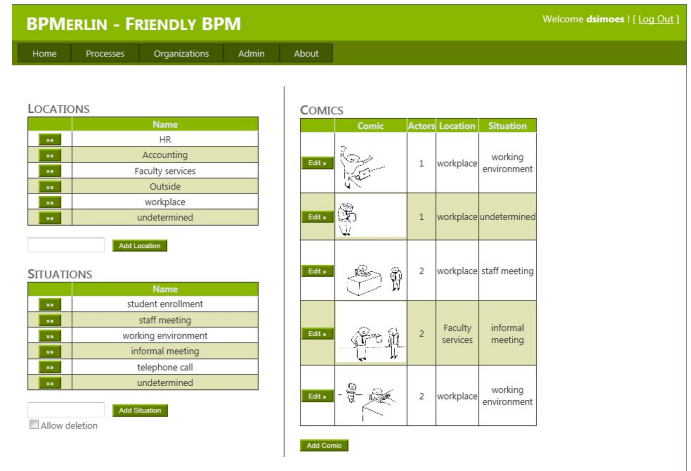 BPMERLIN - FRIENDLY BPM
Welcome dsimoes ! [ Log Out ]
Home Processes Organizations Admin About
LOCATIONS
Name
»» HR
»» Accounting
»» Faculty services
»» Outside
»» workplace
»» undetermined
Add Location
SITUATIONS
Name
»» student enrollment
»» staff meeting
»» working environment
»» informal meeting
»» telephone call
»» undetermined
Add Situation
Allow deletion
COMICS
Comic Actors Location Situation
Edit » 1 workplace working
environment
Edit » 1 workplace undetermined
Edit » 2 workplace staff meeting
Edit » 2 Faculty informal
services meeting
Edit » 2 workplace working
environment
Add Comic